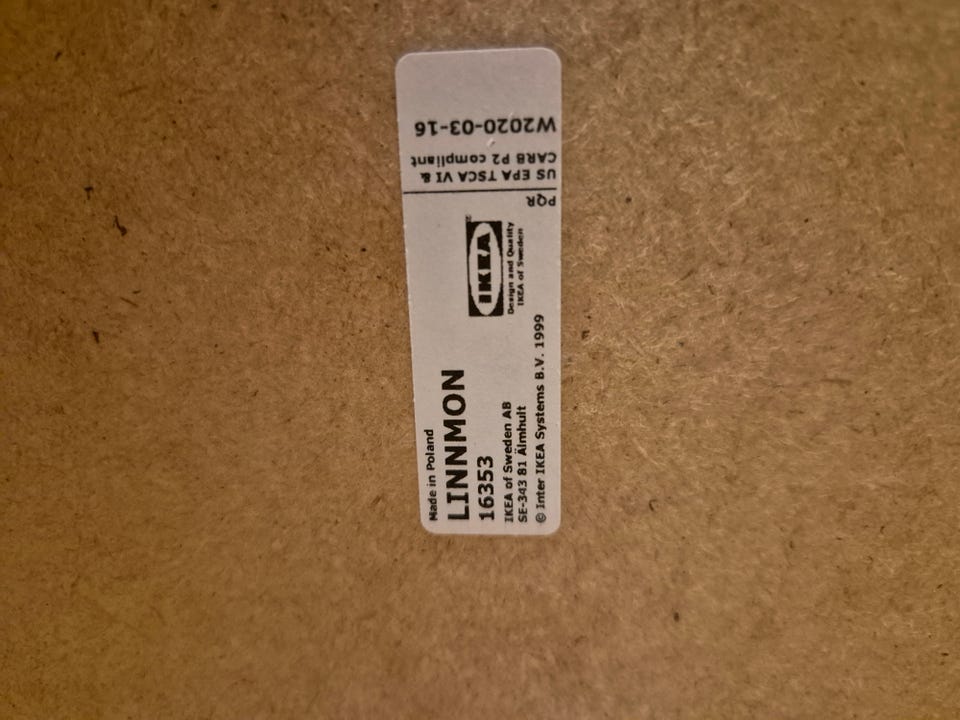 Made in Poland
LINNMON
16353
IKEA of Sweden AB
SE-343 81 Älmhult
© Inter IKEA Systems B.V. 1999
IKEA
Design and Quality
IKEA of Sweden
PQR
US EPA TSCA VI &
CARB P2 compliant
W2020-03-16